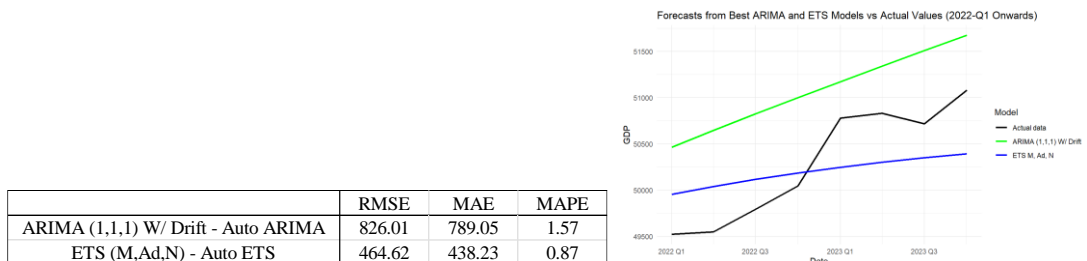 Forecasts from Best ARIMA and ETS Models vs Actual Values (2022-Q1 Onwards)
51500
51000
50500
50000
49500
GDP
2022 Q1 2022 Q3 2023 Q1 2023 Q3
Date
Model
Actual data
ARIMA (1,1,1) W/ Drift
ETS M, Ad, N
RMSE MAE MAPE
ARIMA (1,1,1) W/ Drift - Auto ARIMA 826.01 789.05 1.57
ETS (M,Ad,N) - Auto ETS 464.62 438.23 0.87